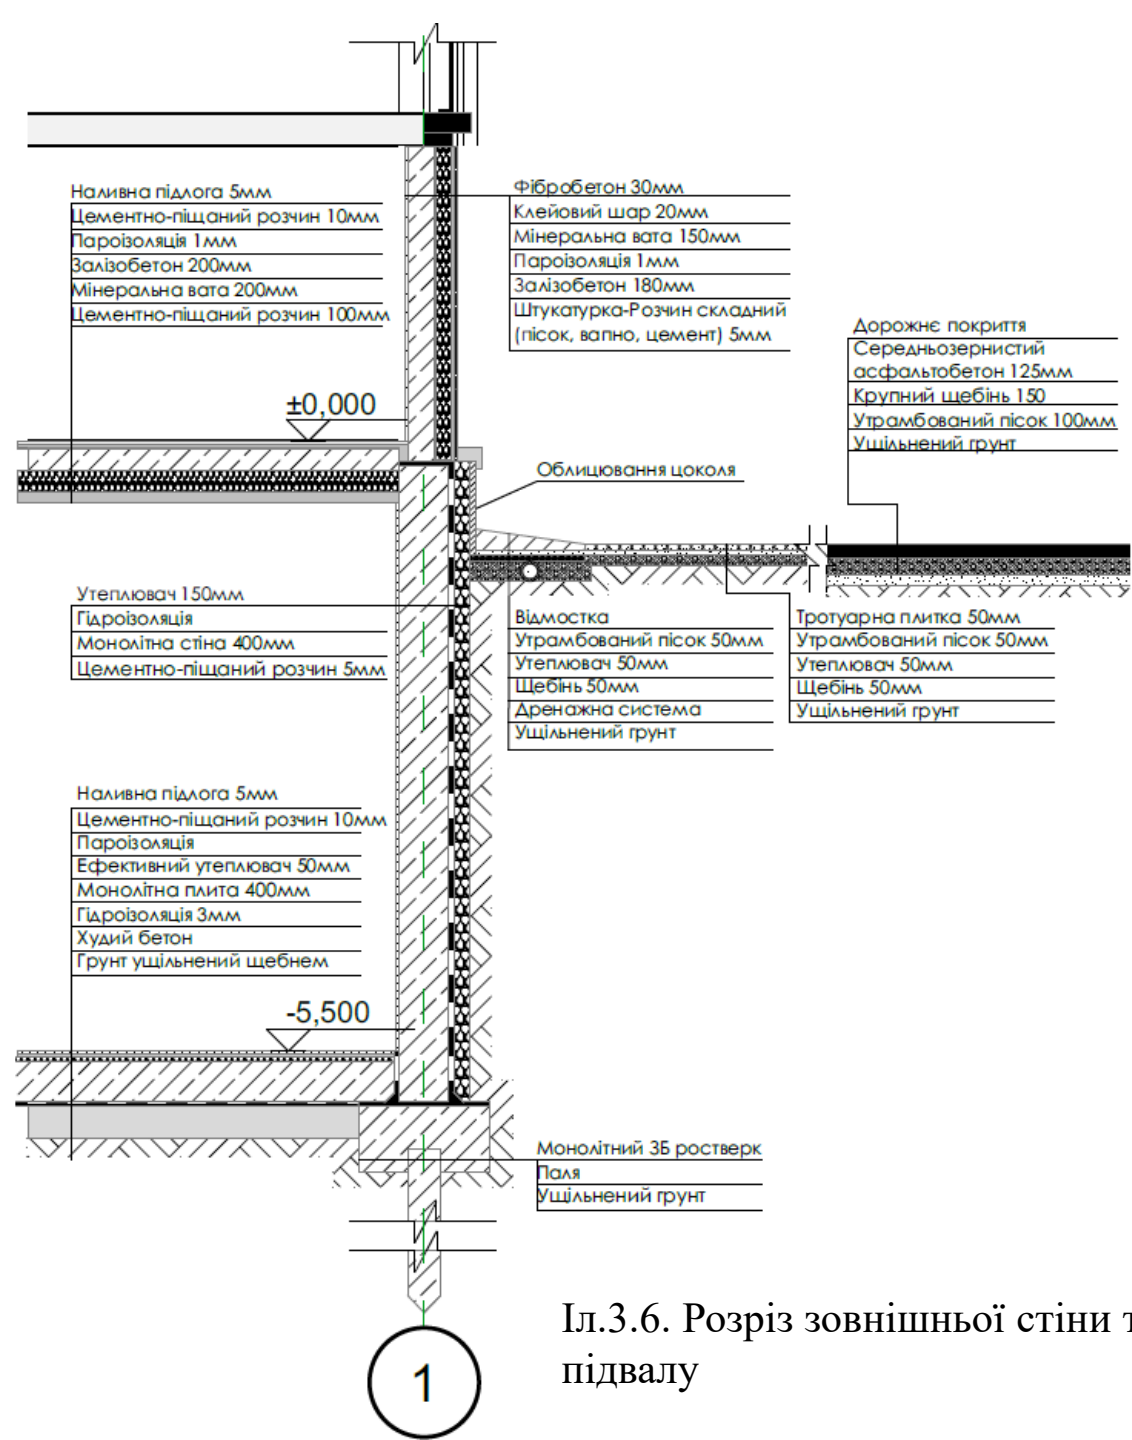 Наливна підлога 5мм
Цементно-піщаний розчин 10мм
Пароізоляція 1мм
Залізобетон 200мм
Мінеральна вата 200мм
Цементно-піщаний розчин 100мм
Фібробетон 30мм
Клейовий шар 20мм
Мінеральна вата 150мм
Пароізоляція 1мм
Залізобетон 180мм
Штукатурка-Розчин складний
(пісок, вапно, цемент) 5мм
Дорожнє покриття
Середньозернистий
асфальтобетон 125мм
Крупний щебінь 150
Утрамбований пісок 100мм
Ущільнений грунт
±0,000
Облицювання цоколя
Утеплювач 150мм
Гідроізоляція
Монолітна стіна 400мм
Цементно-піщаний розчин 5мм
Відмостка
Утрамбований пісок 50мм
Утеплювач 50мм
Щебінь 50мм
Дренажна система
Ущільнений грунт
Тротуарна плитка 50мм
Утрамбований пісок 50мм
Утеплювач 50мм
Щебінь 50мм
Ущільнений грунт
Наливна підлога 5мм
Цементно-піщаний розчин 10мм
Пароізоляція
Ефективний утеплювач 50мм
Монолітна плита 400мм
Гідроізоляція 3мм
Худий бетон
Грунт ущільнений щебнем
-5,500
Монолітний ЗБ ростверк
Паля
Ущільнений грунт
1
Іл.3.6. Розріз зовнішньої стіни т
підвалу